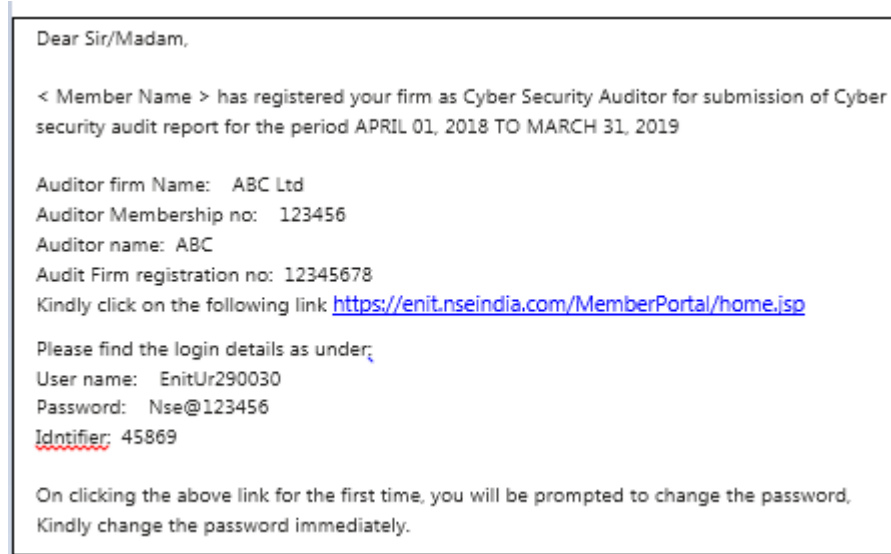 Dear Sir/Madam,
< Member Name > has registered your firm as Cyber Security Auditor for submission of Cyber
security audit report for the period APRIL 01, 2018 TO MARCH 31, 2019
Auditor firm Name: ABC Ltd
Auditor Membership no: 123456
Auditor name: ABC
Audit Firm registration no: 12345678
Kindly click on the following link https://enit.nseindia.com/MemberPortal/home.jsp
Please find the login details as under:
User name: EnitUr290030
Password: Nse@123456
Idntifier: 45869
On clicking the above link for the first time, you will be prompted to change the password,
Kindly change the password immediately.